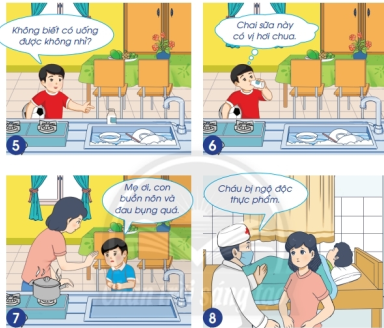 Không biết có uống
được không nhỉ?
5
Chai sữa này
có vị hơi chua.
6
Mẹ ơi, con
buồn nôn và
đau bụng quá.
7
Cháu bị ngộ độc
thực phẩm.
8